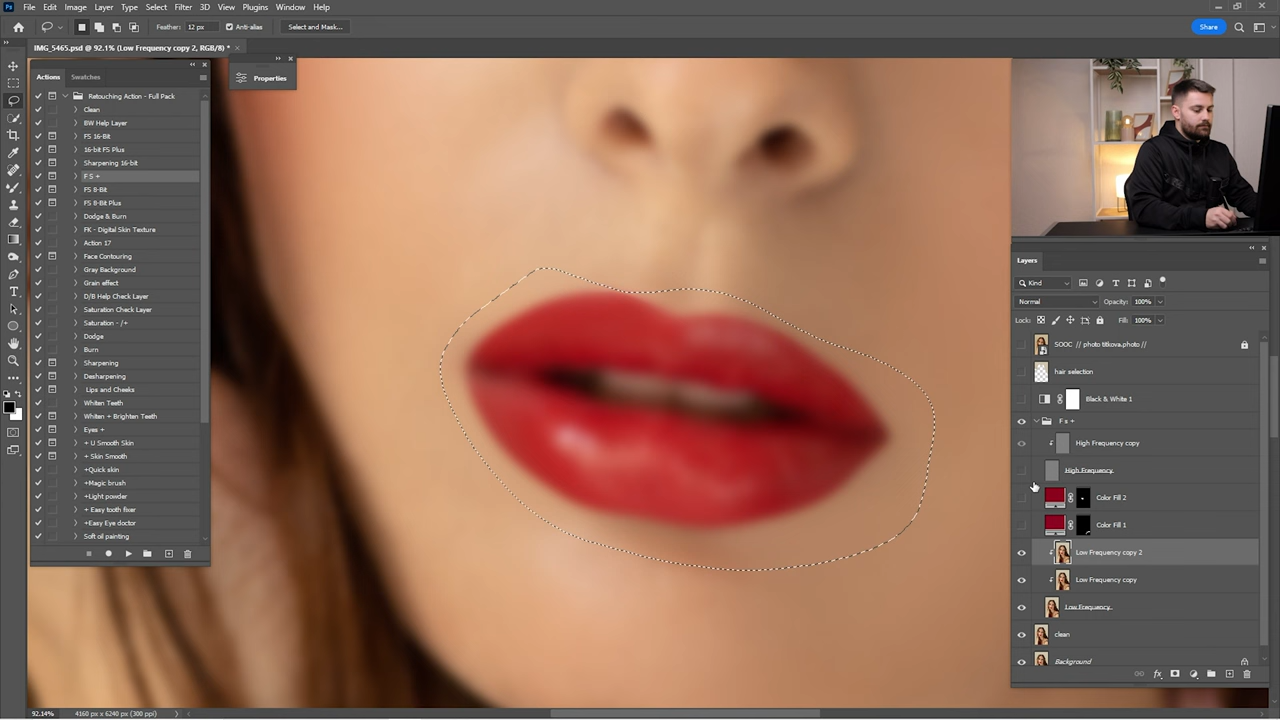 Ps File Edit Image Layer Type Select Filter 3D View Plugins Window Help
Feather: 12 px Anti-alias Select and Mask... Share
IMG_5465.psd @ 92.1% (Low Frequency copy 2, RGB/8) *
Actions Swatches
Properties
Retouching Action - Full Pack
Clean
BW Help Layer
FS 16-Bit
16-bit FS Plus
Sharpening 16-bit
F S +
FS 8-Bit
FS 8-Bit Plus
Dodge & Burn
FK - Digital Skin Texture
Action 17
Face Contouring
Gray Background
Grain effect
D/B Help Check Layer
Saturation Check Layer
Saturation - /+
Dodge
Burn
Sharpening
Desharpening
Lips and Cheeks
Whiten Teeth
Whiten + Brighten Teeth
Eyes +
+ U Smooth Skin
+ Skin Smooth
+Quick skin
+Magic brush
+Light powder
+ Easy tooth fixer
+Easy Eye doctor
Soft oil painting
Layers
Kind
Normal Opacity: 100%
Lock: Fill: 100%
SOOC // photo titkova.photo //
hair selection
Black & White 1
F s +
High Frequency copy
High Frequency
Color Fill 2
Color Fill 1
Low Frequency copy 2
Low Frequency copy
Low Frequency
clean
Background
92.14% 4160 px x 6240 px (300 ppi)